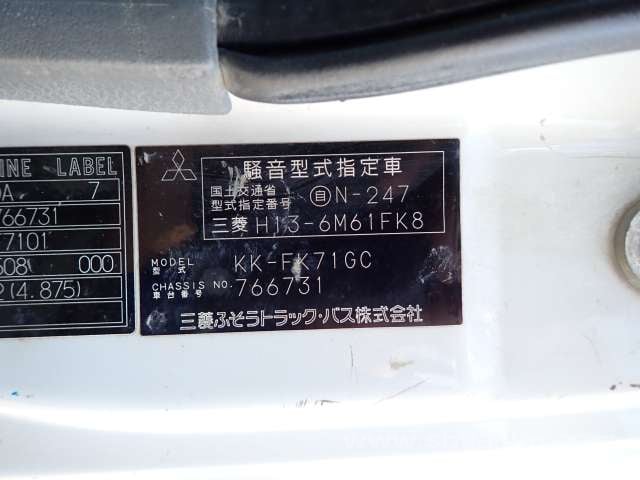 INE LABEL
0A 7
766731
7101
508 000
P(4.875)
騒音型式指定車
国土交通省
型式指定番号 自N-247
三菱 H13-6M61FK8
MODEL
型式 KK-FK71GC
CHASSIS NO.
車台番号 766731
三菱ふそうトラック・バス株式会社